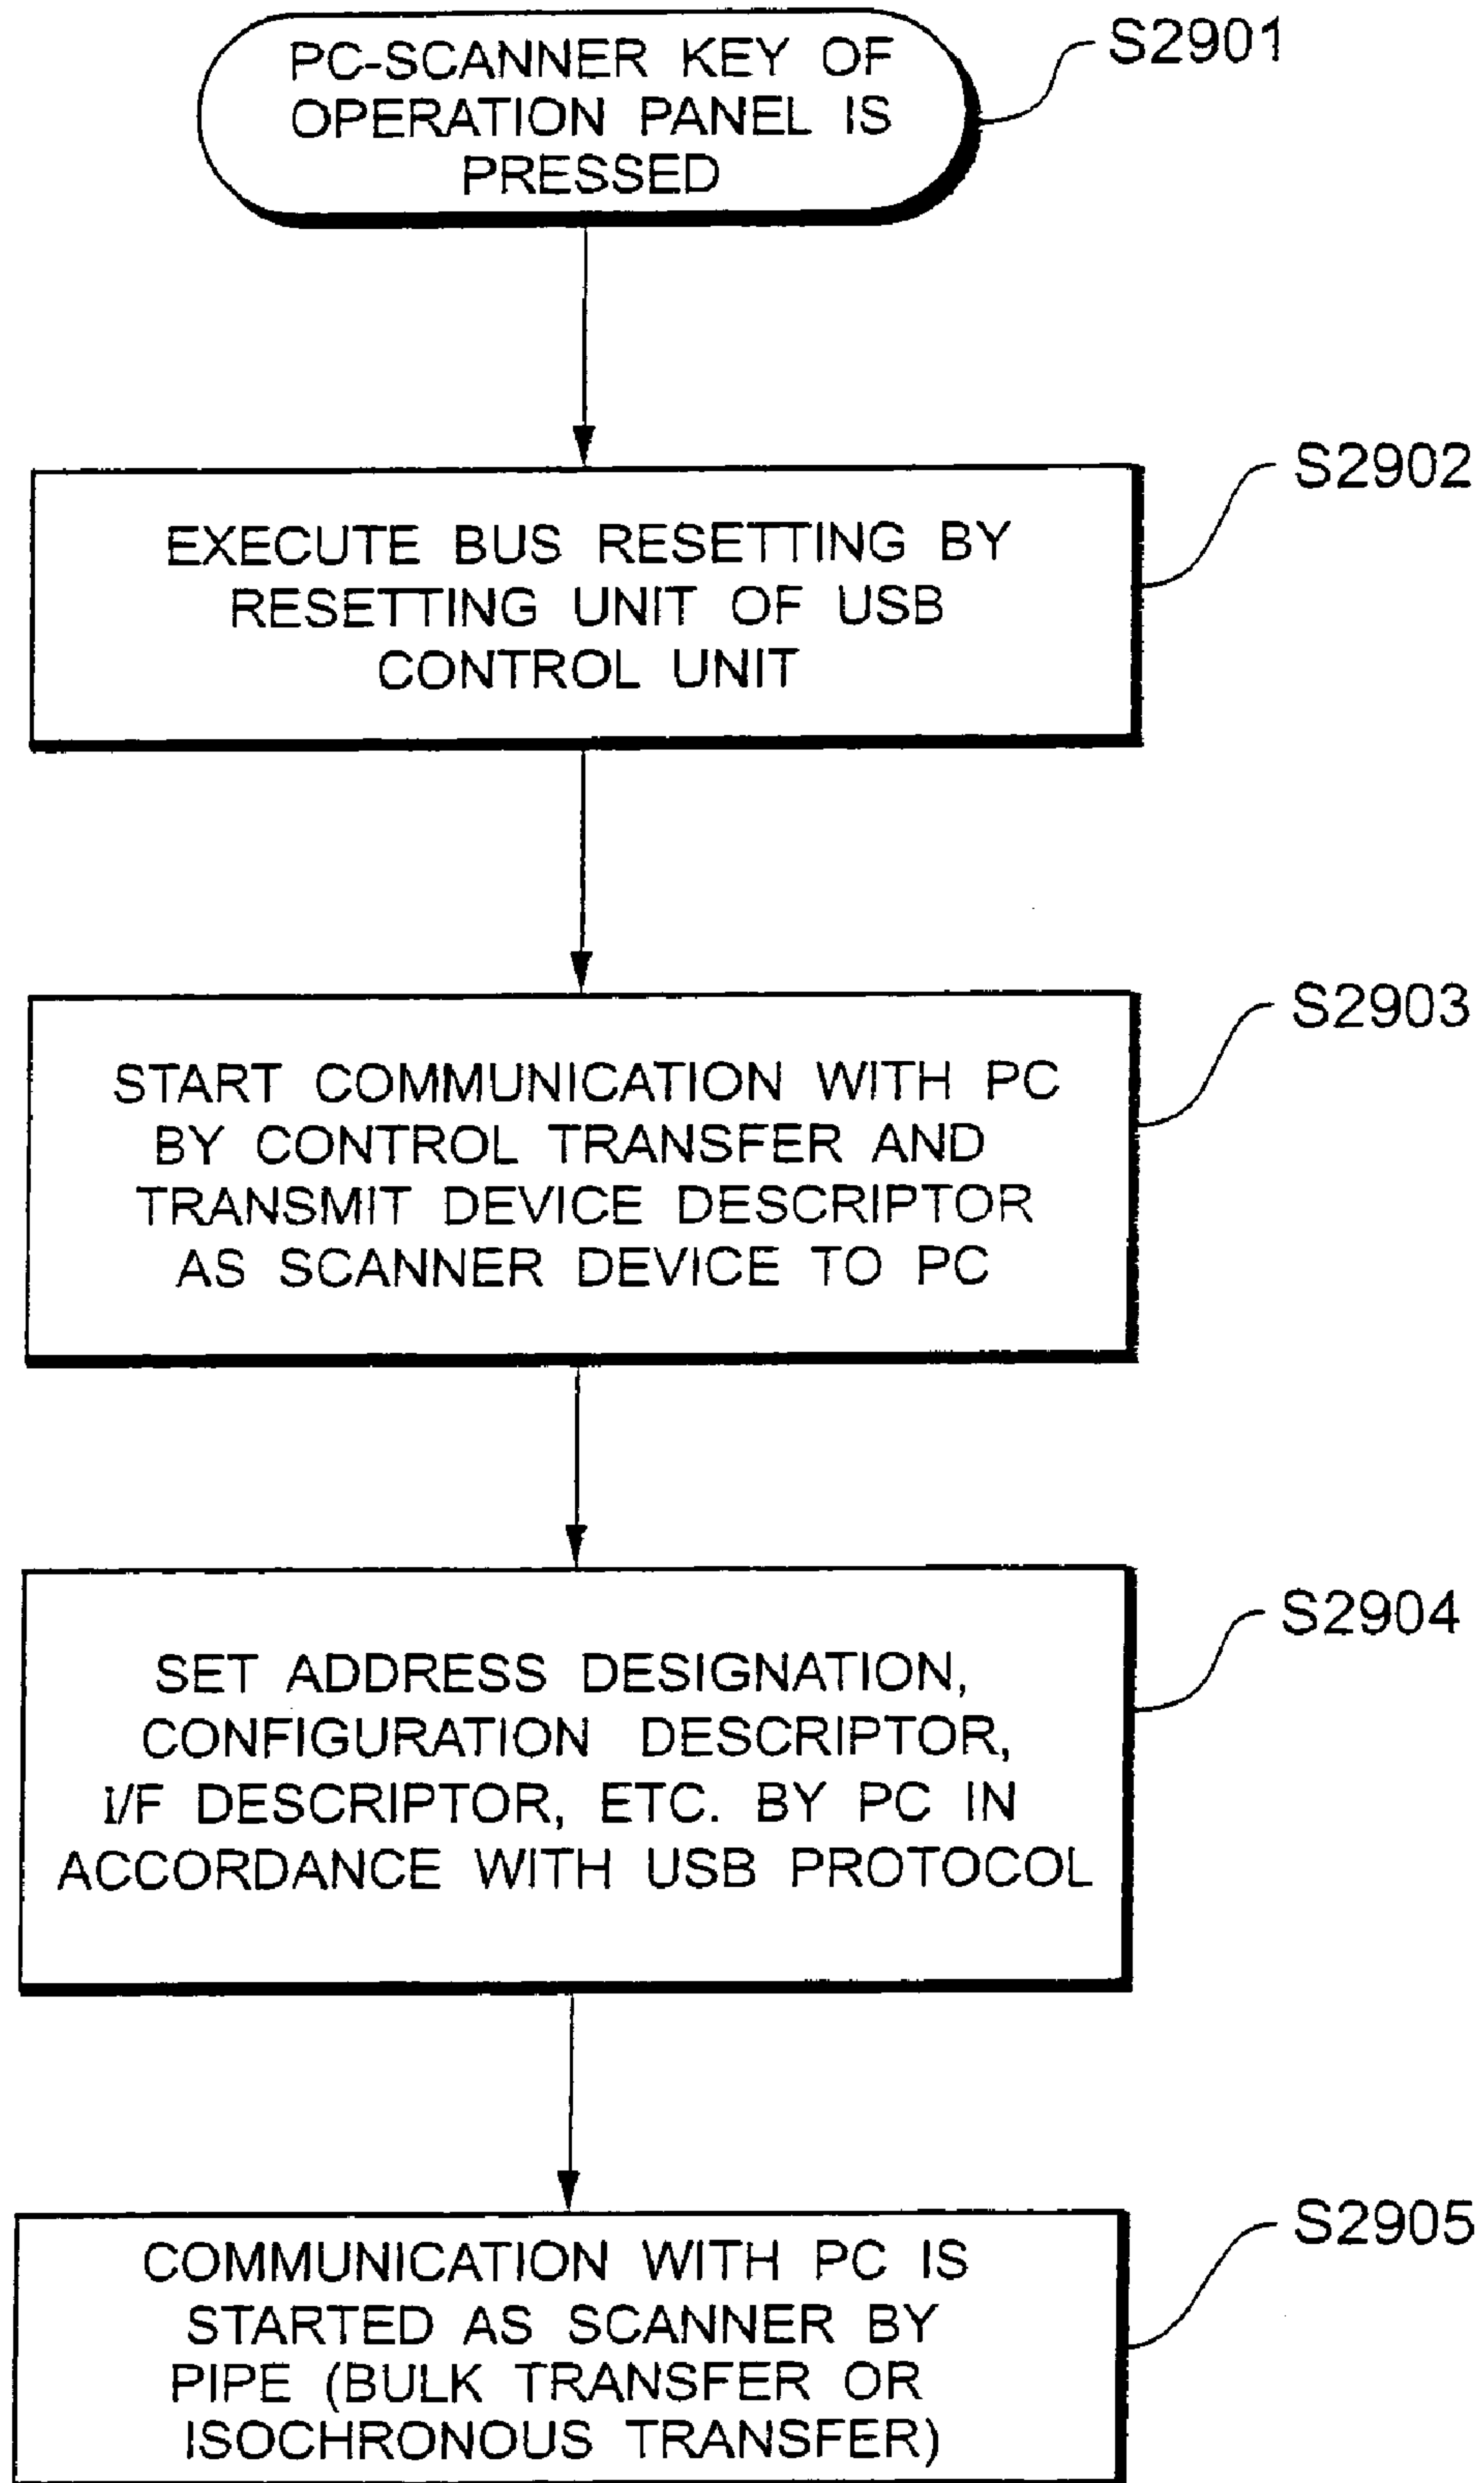 PC-SCANNER KEY OF
OPERATION PANEL IS
PRESSED
S2901
EXECUTE BUS RESETTING BY
RESETTING UNIT OF USB
CONTROL UNIT
S2902
START COMMUNICATION WITH PC
BY CONTROL TRANSFER AND
TRANSMIT DEVICE DESCRIPTOR
AS SCANNER DEVICE TO PC
S2903
SET ADDRESS DESIGNATION,
CONFIGURATION DESCRIPTOR,
I/F DESCRIPTOR, ETC. BY PC IN
ACCORDANCE WITH USB PROTOCOL
S2904
COMMUNICATION WITH PC IS
STARTED AS SCANNER BY
PIPE (BULK TRANSFER OR
ISOCHRONOUS TRANSFER)
S2905